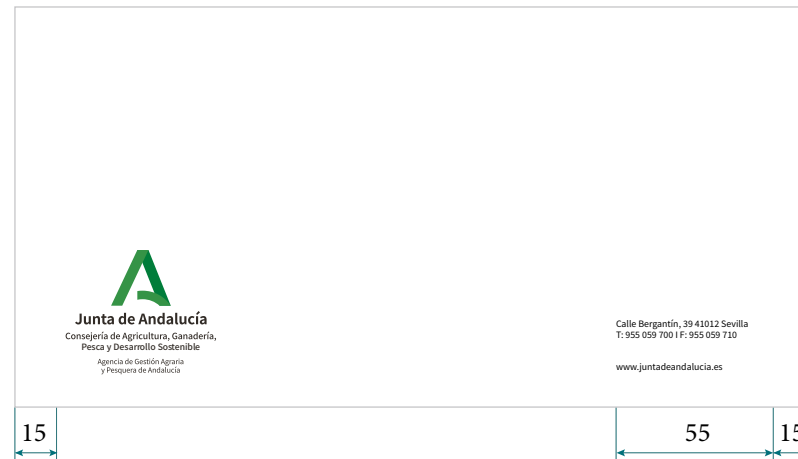 Junta de Andalucía
Consejería de Agricultura, Ganadería,
Pesca y Desarrollo Sostenible
Agencia de Gestión Agraria
y Pesquera de Andalucía
Calle Bergantín, 39 41012 Sevilla
T: 955 059 700 I F: 955 059 710
www.juntadeandalucia.es
15
55
15